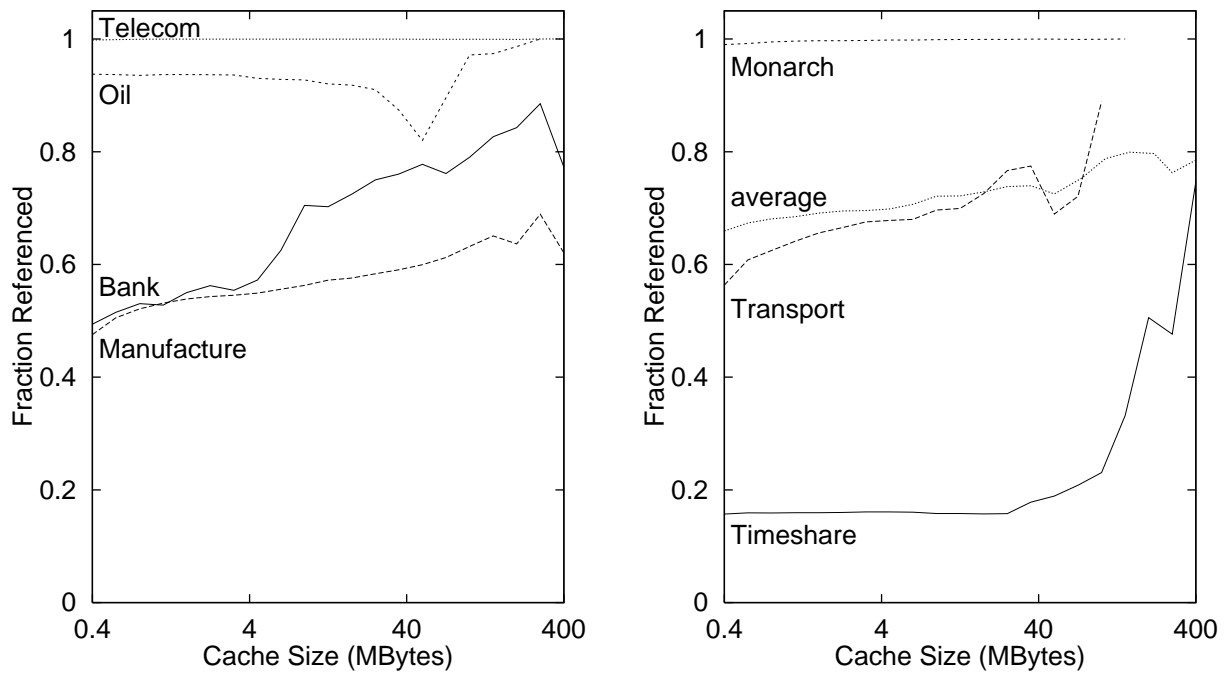 Telecom
1
Oil
0.8
Bank
0.6
Manufacture
0.4
0.2
0
0.4
4
40
400
Cache Size (MBytes)
Fraction Referenced
1
Monarch
0.8
average
0.6
Transport
0.4
0.2
Timeshare
0
0.4
4
40
400
Cache Size (MBytes)
Fraction Referenced